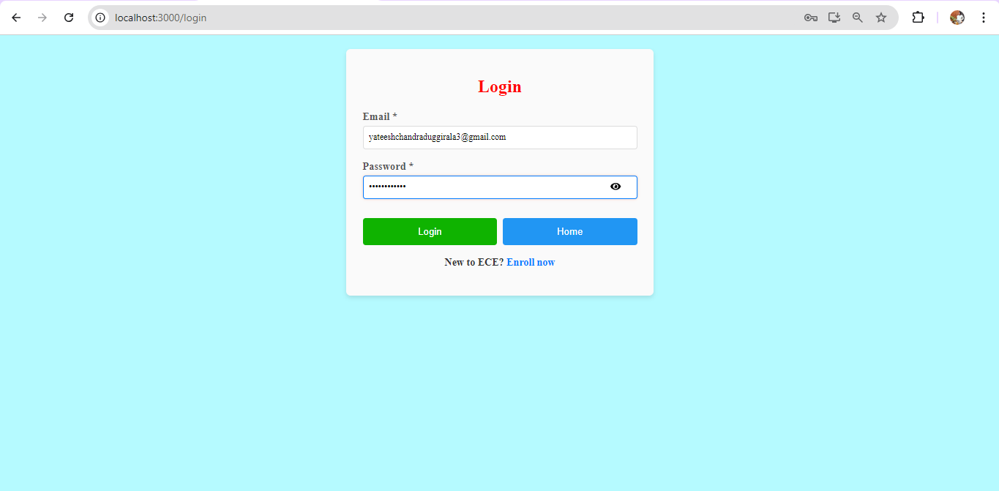 localhost:3000/login
Login
Email *
yateeshchandraduggirala3@gmail.com
Password *
••••••••••••
Login Home
New to ECE? Enroll now